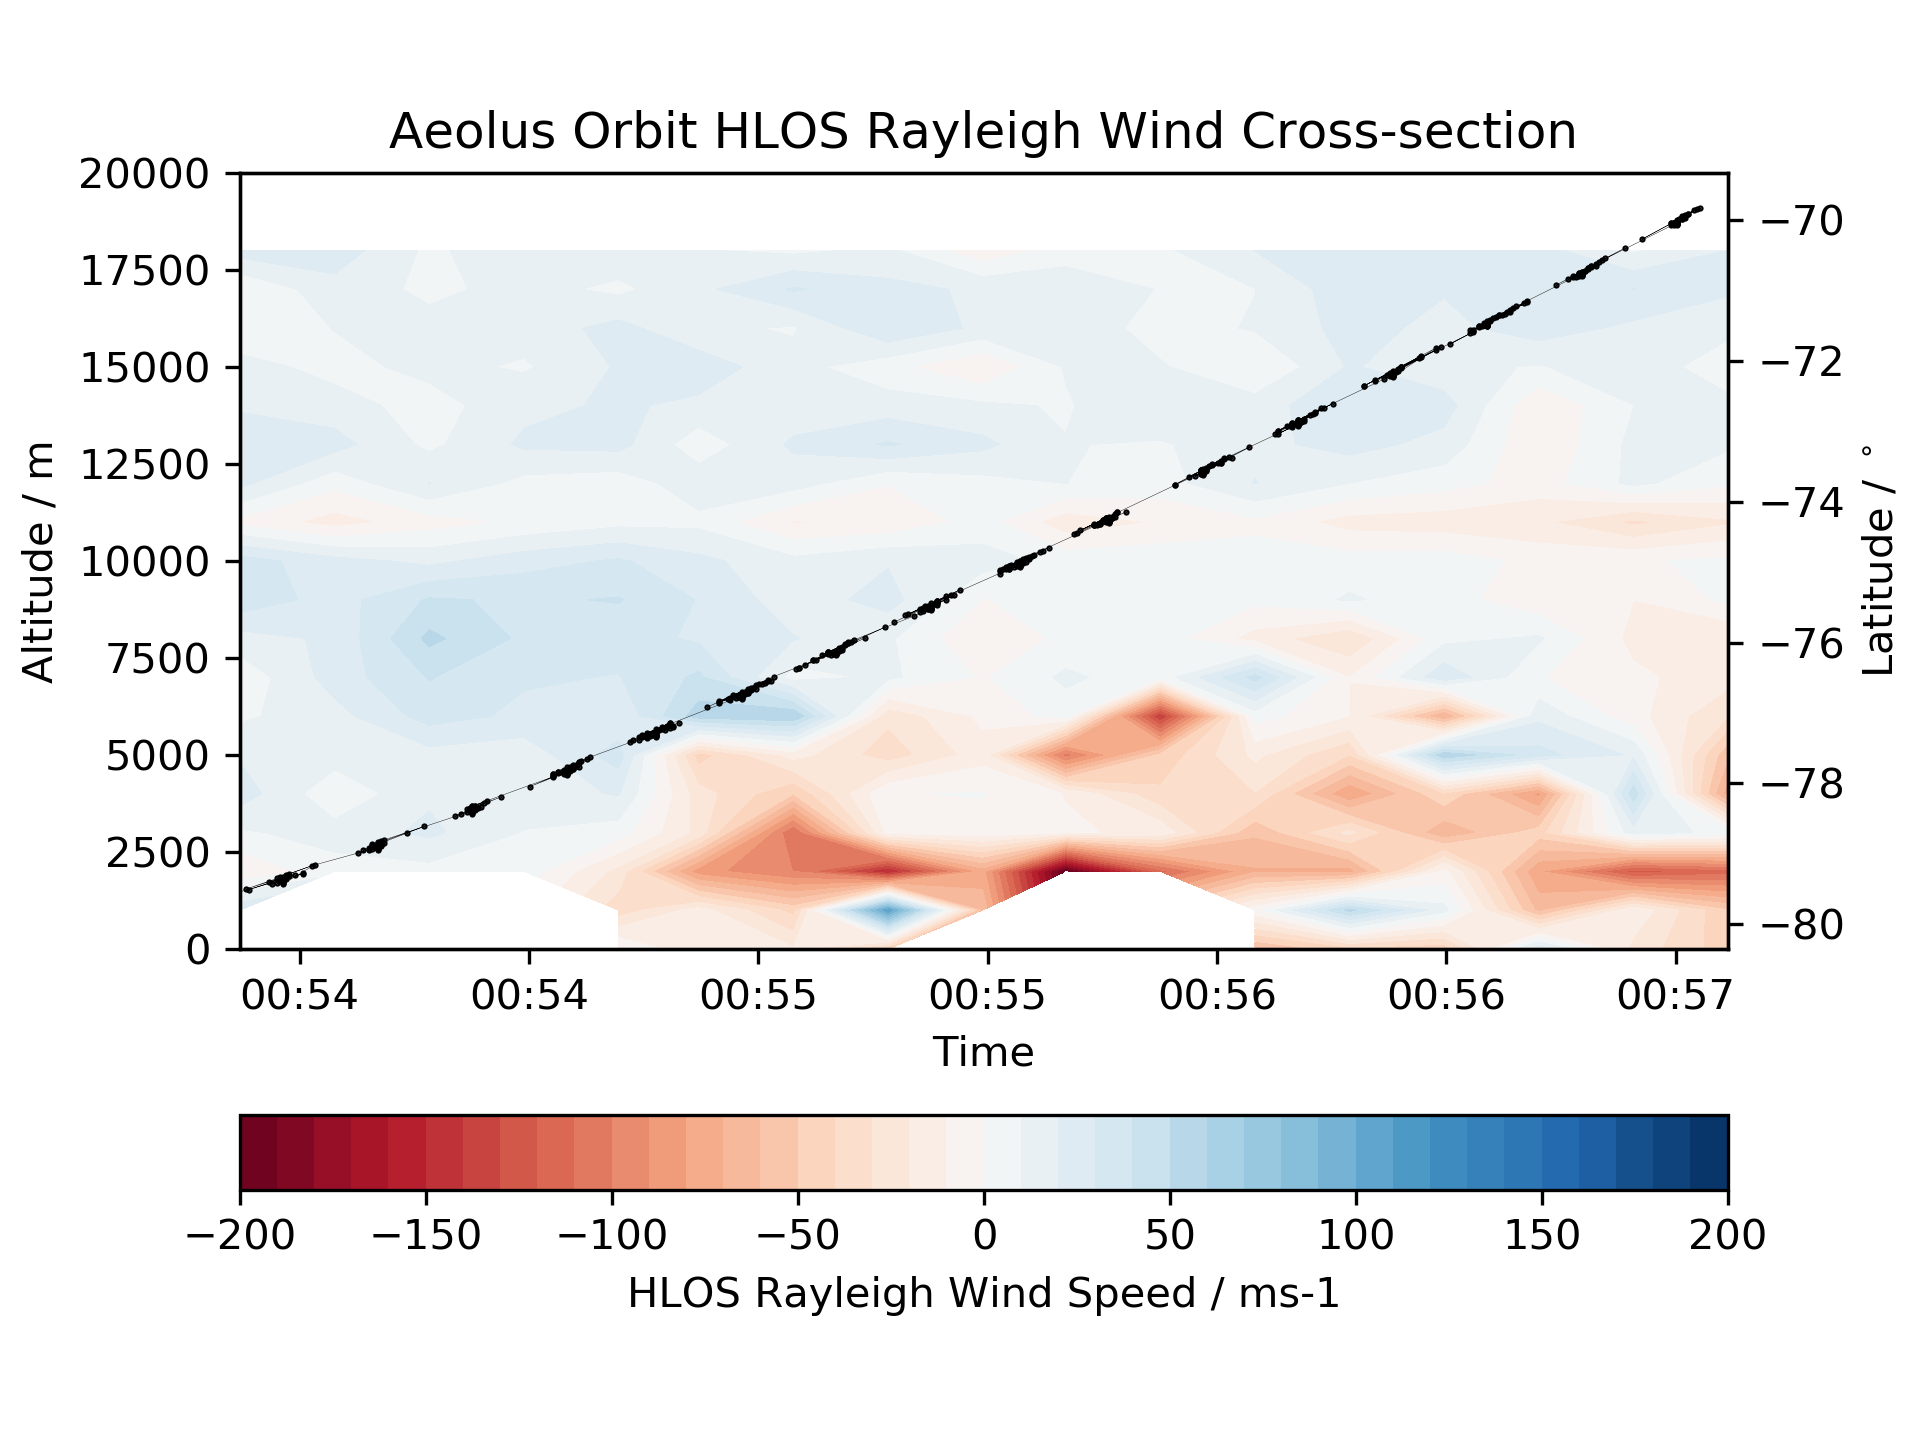 Aeolus Orbit HLOS Rayleigh Wind Cross-section
20000
17500
15000
12500
10000
7500
5000
2500
0
Altitude / m
−70
−72
−74
−76
−78
−80
Latitude / °
00:54 00:54 00:55 00:55 00:56 00:56 00:57
Time
−200 −150 −100 −50 0 50 100 150 200
HLOS Rayleigh Wind Speed / ms-1